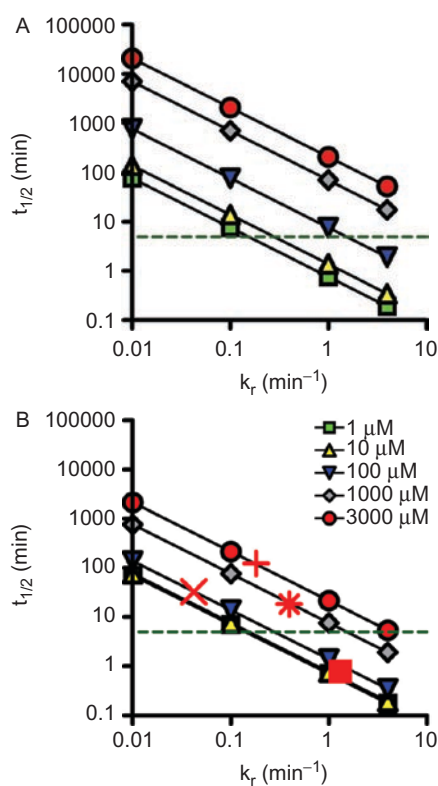 A
100000
10000
1000
100
10
1
0.1
t1/2 (min)
0.01 0.1 1 10
kr (min−1)
B
100000
10000
1000
100
10
1
0.1
t1/2 (min)
1 μM
10 μM
100 μM
1000 μM
3000 μM
0.01 0.1 1 10
kr (min−1)